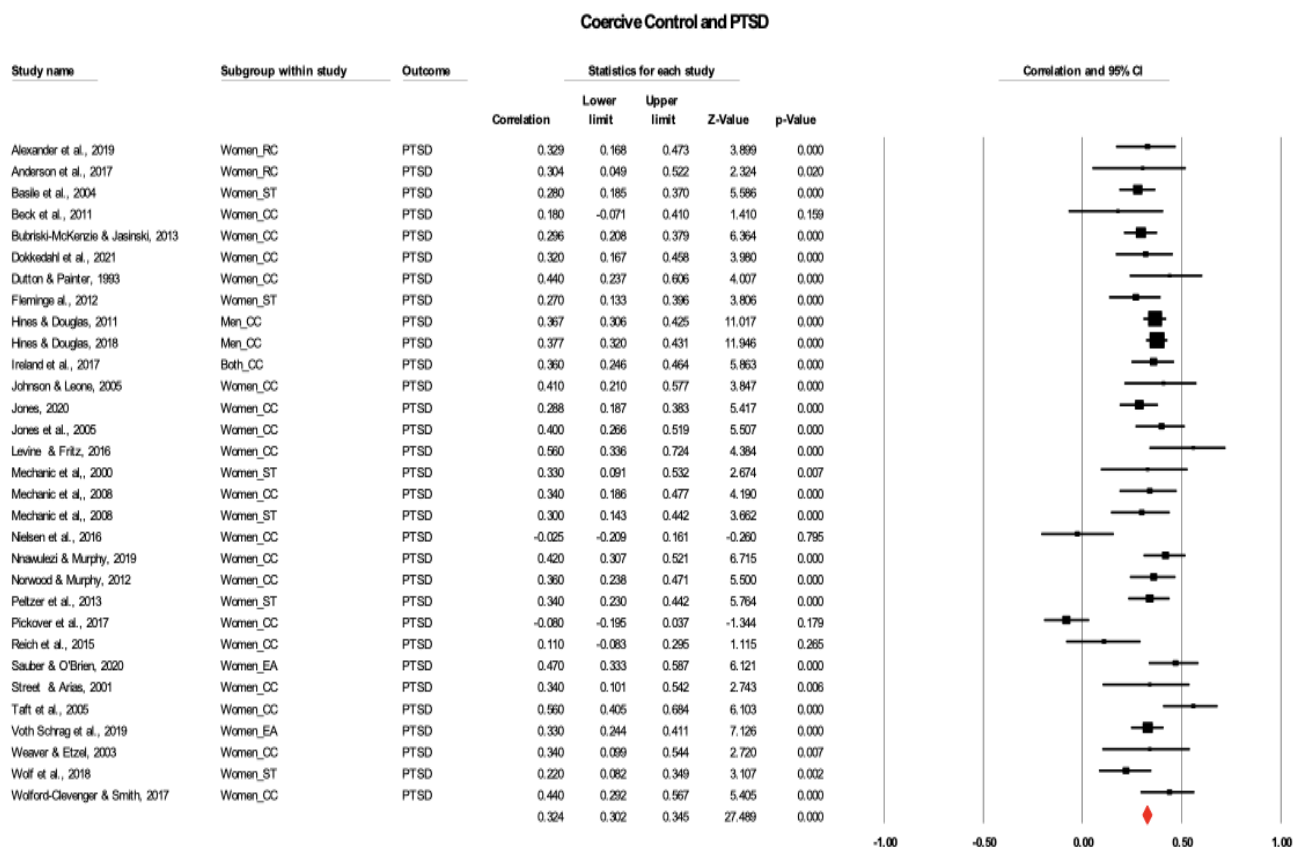 Coercive Control and PTSD
Study name Subgroup within study Outcome Statistics for each study Correlation and 95% CI
Lower Upper
Correlation limit limit Z-Value p-Value
Alexander et al., 2019 Women_RC PTSD 0.329 0.168 0.473 3.899 0.000
Anderson et al. 2017 Women_RC PTSD 0.304 0.049 0.522 2.324 0.020
Basile et al. 2004 Women_ST PTSD 0.280 0.185 0.370 5.586 0.000
Beck et al. 2011 Women_CC PTSD 0.180 -0.071 0.410 1.410 0.159
Bubriski-McKenzie & Jasinski, 2013 Women_CC PTSD 0.296 0.208 0.379 6.364 0.000
Dokkedahl et al. 2021 Women_CC PTSD 0.320 0.167 0.458 3.980 0.000
Dutton & Painter, 1993 Women_CC PTSD 0.440 0.237 0.606 4.007 0.000
Fleminge al., 2012 Women_ST PTSD 0.270 0.133 0.396 3.806 0.000
Hines & Douglas, 2011 Men_CC PTSD 0.367 0.306 0.425 11.017 0.000
Hines & Douglas, 2018 Men_CC PTSD 0.377 0.320 0.431 11.946 0.000
Ireland et al. 2017 Both_CC PTSD 0.360 0.246 0.464 5.863 0.000
Johnson & Leone, 2005 Women_CC PTSD 0.410 0.210 0.577 3.847 0.000
Jones, 2020 Women_CC PTSD 0.288 0.187 0.383 5.417 0.000
Jones et al. 2005 Women_CC PTSD 0.400 0.266 0.519 5.507 0.000
Levine & Fritz, 2016 Women_CC PTSD 0.560 0.336 0.724 4.384 0.000
Mechanic et al,, 2000 Women_ST PTSD 0.330 0.091 0.532 2.674 0.007
Mechanic et al,, 2008 Women_CC PTSD 0.340 0.186 0.477 4.190 0.000
Mechanic et al,, 2008 Women_ST PTSD 0.300 0.143 0.442 3.662 0.000
Nielsen et al. 2016 Women_CC PTSD -0.025 -0.209 0.161 -0.260 0.795
Nnawulezi & Murphy, 2019 Women_CC PTSD 0.420 0.307 0.521 6.715 0.000
Norwood & Murphy, 2012 Women_CC PTSD 0.360 0.238 0.471 5.500 0.000
Peltzer et al., 2013 Women_ST PTSD 0.340 0.230 0.442 5.764 0.000
Pickover et al. 2017 Women_CC PTSD -0.080 -0.195 0.037 -1.344 0.179
Reich et al. 2015 Women_CC PTSD 0.110 -0.083 0.295 1.115 0.265
Sauber & O'Brien, 2020 Women_EA PTSD 0.470 0.333 0.587 6.121 0.000
Street & Arias, 2001 Women_CC PTSD 0.340 0.101 0.542 2.743 0.006
Taft et al. 2005 Women_CC PTSD 0.560 0.405 0.684 6.103 0.000
Voth Schrag et al. 2019 Women_EA PTSD 0.330 0.244 0.411 7.126 0.000
Weaver & Etzel, 2003 Women_CC PTSD 0.340 0.099 0.544 2.720 0.007
Wolf et al., 2018 Women_ST PTSD 0.220 0.082 0.349 3.107 0.002
Wolford-Clevenger & Smith, 2017 Women_CC PTSD 0.440 0.292 0.567 5.405 0.000
0.324 0.302 0.345 27.489 0.000
-1.00 -0.50 0.00 0.50 1.00